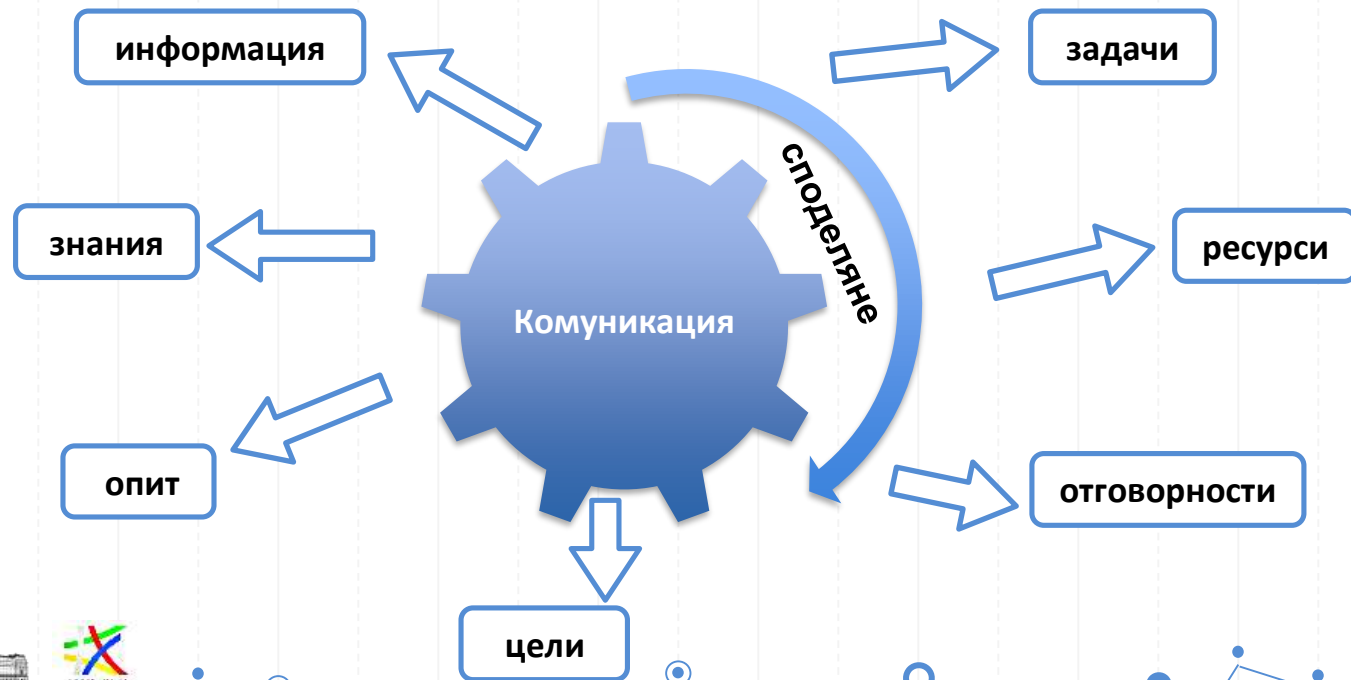 информация
задачи
споделяне
знания
ресурси
Комуникация
опит
отговорности
цели